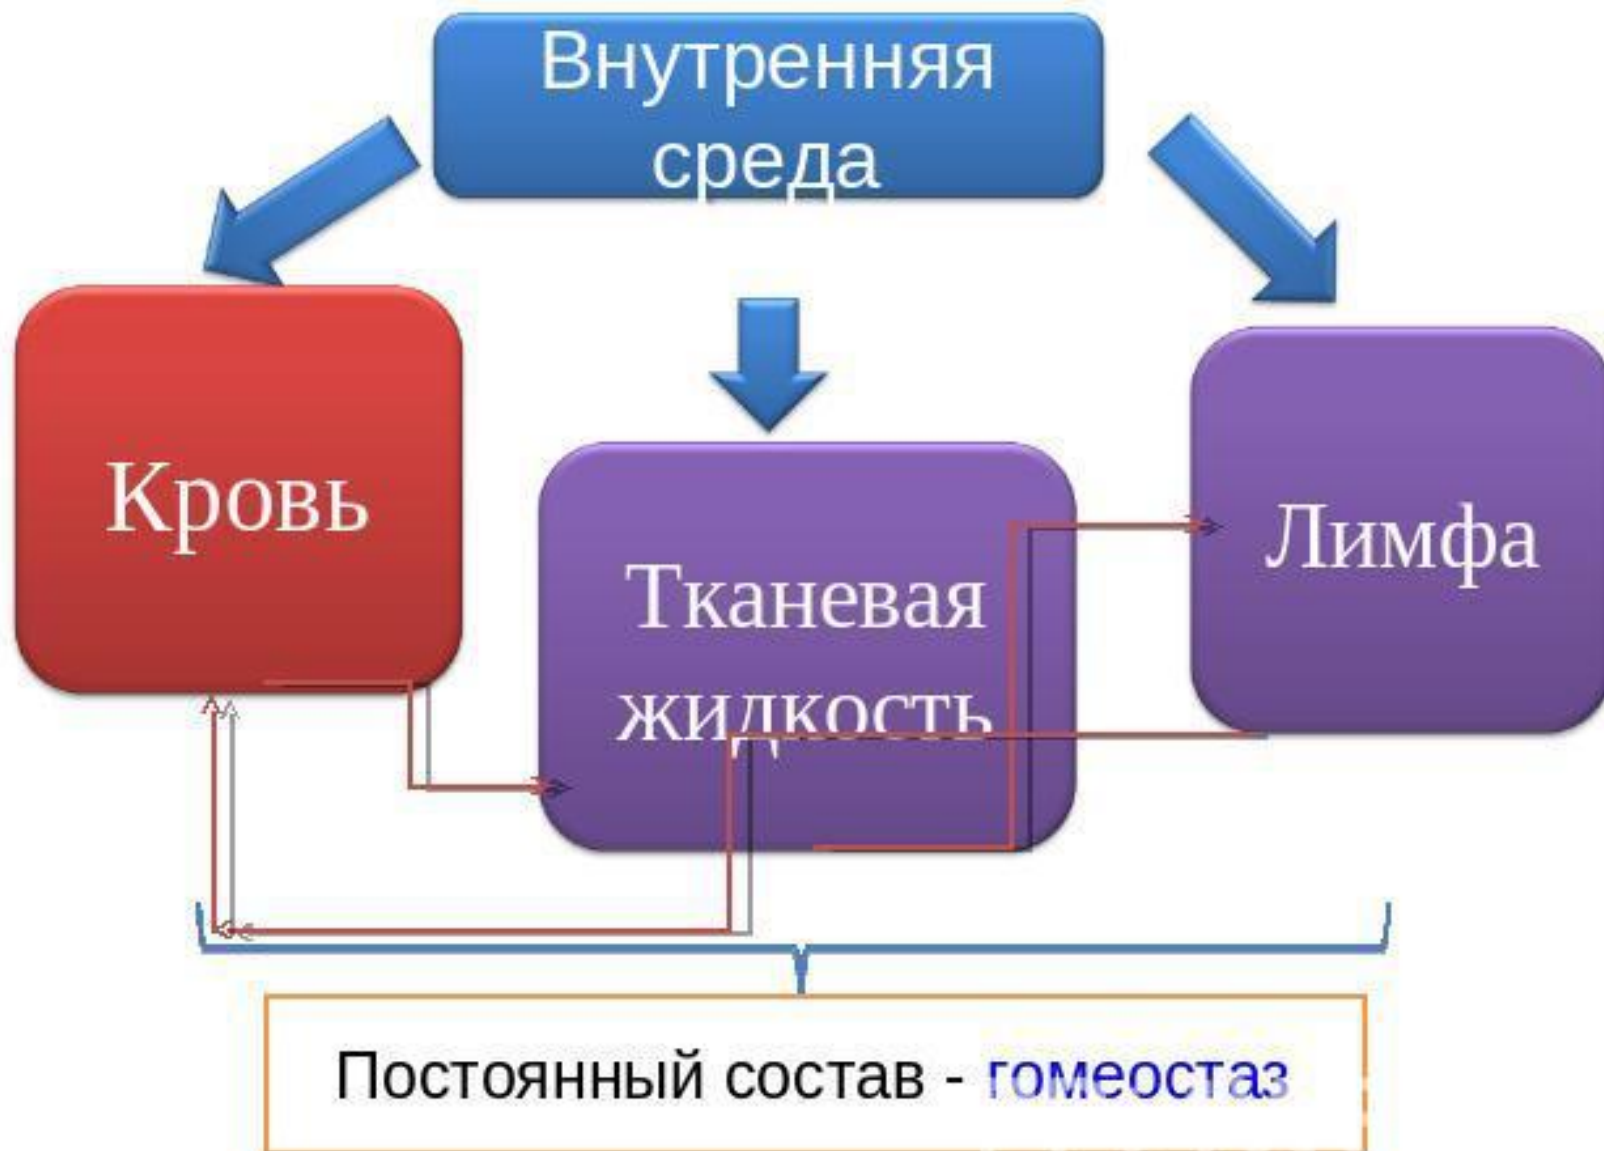 Внутренняя
среда
Кровь
Тканевая
жидкость
Лимфа
Постоянный состав - гомеостаз